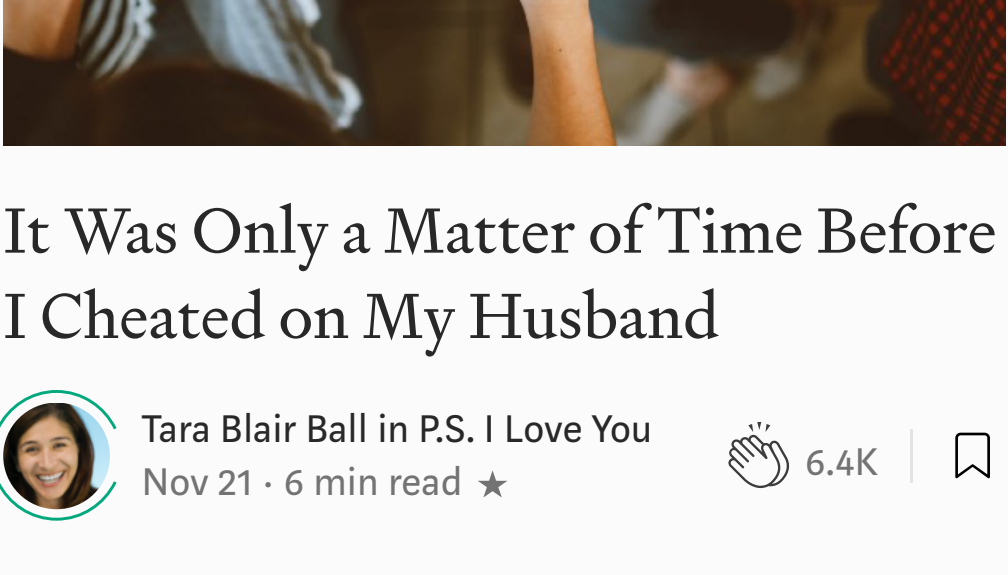 It Was Only a Matter of Time Before
I Cheated on My Husband
Tara Blair Ball in P.S. I Love You
Nov 21 · 6 min read ★
6.4K